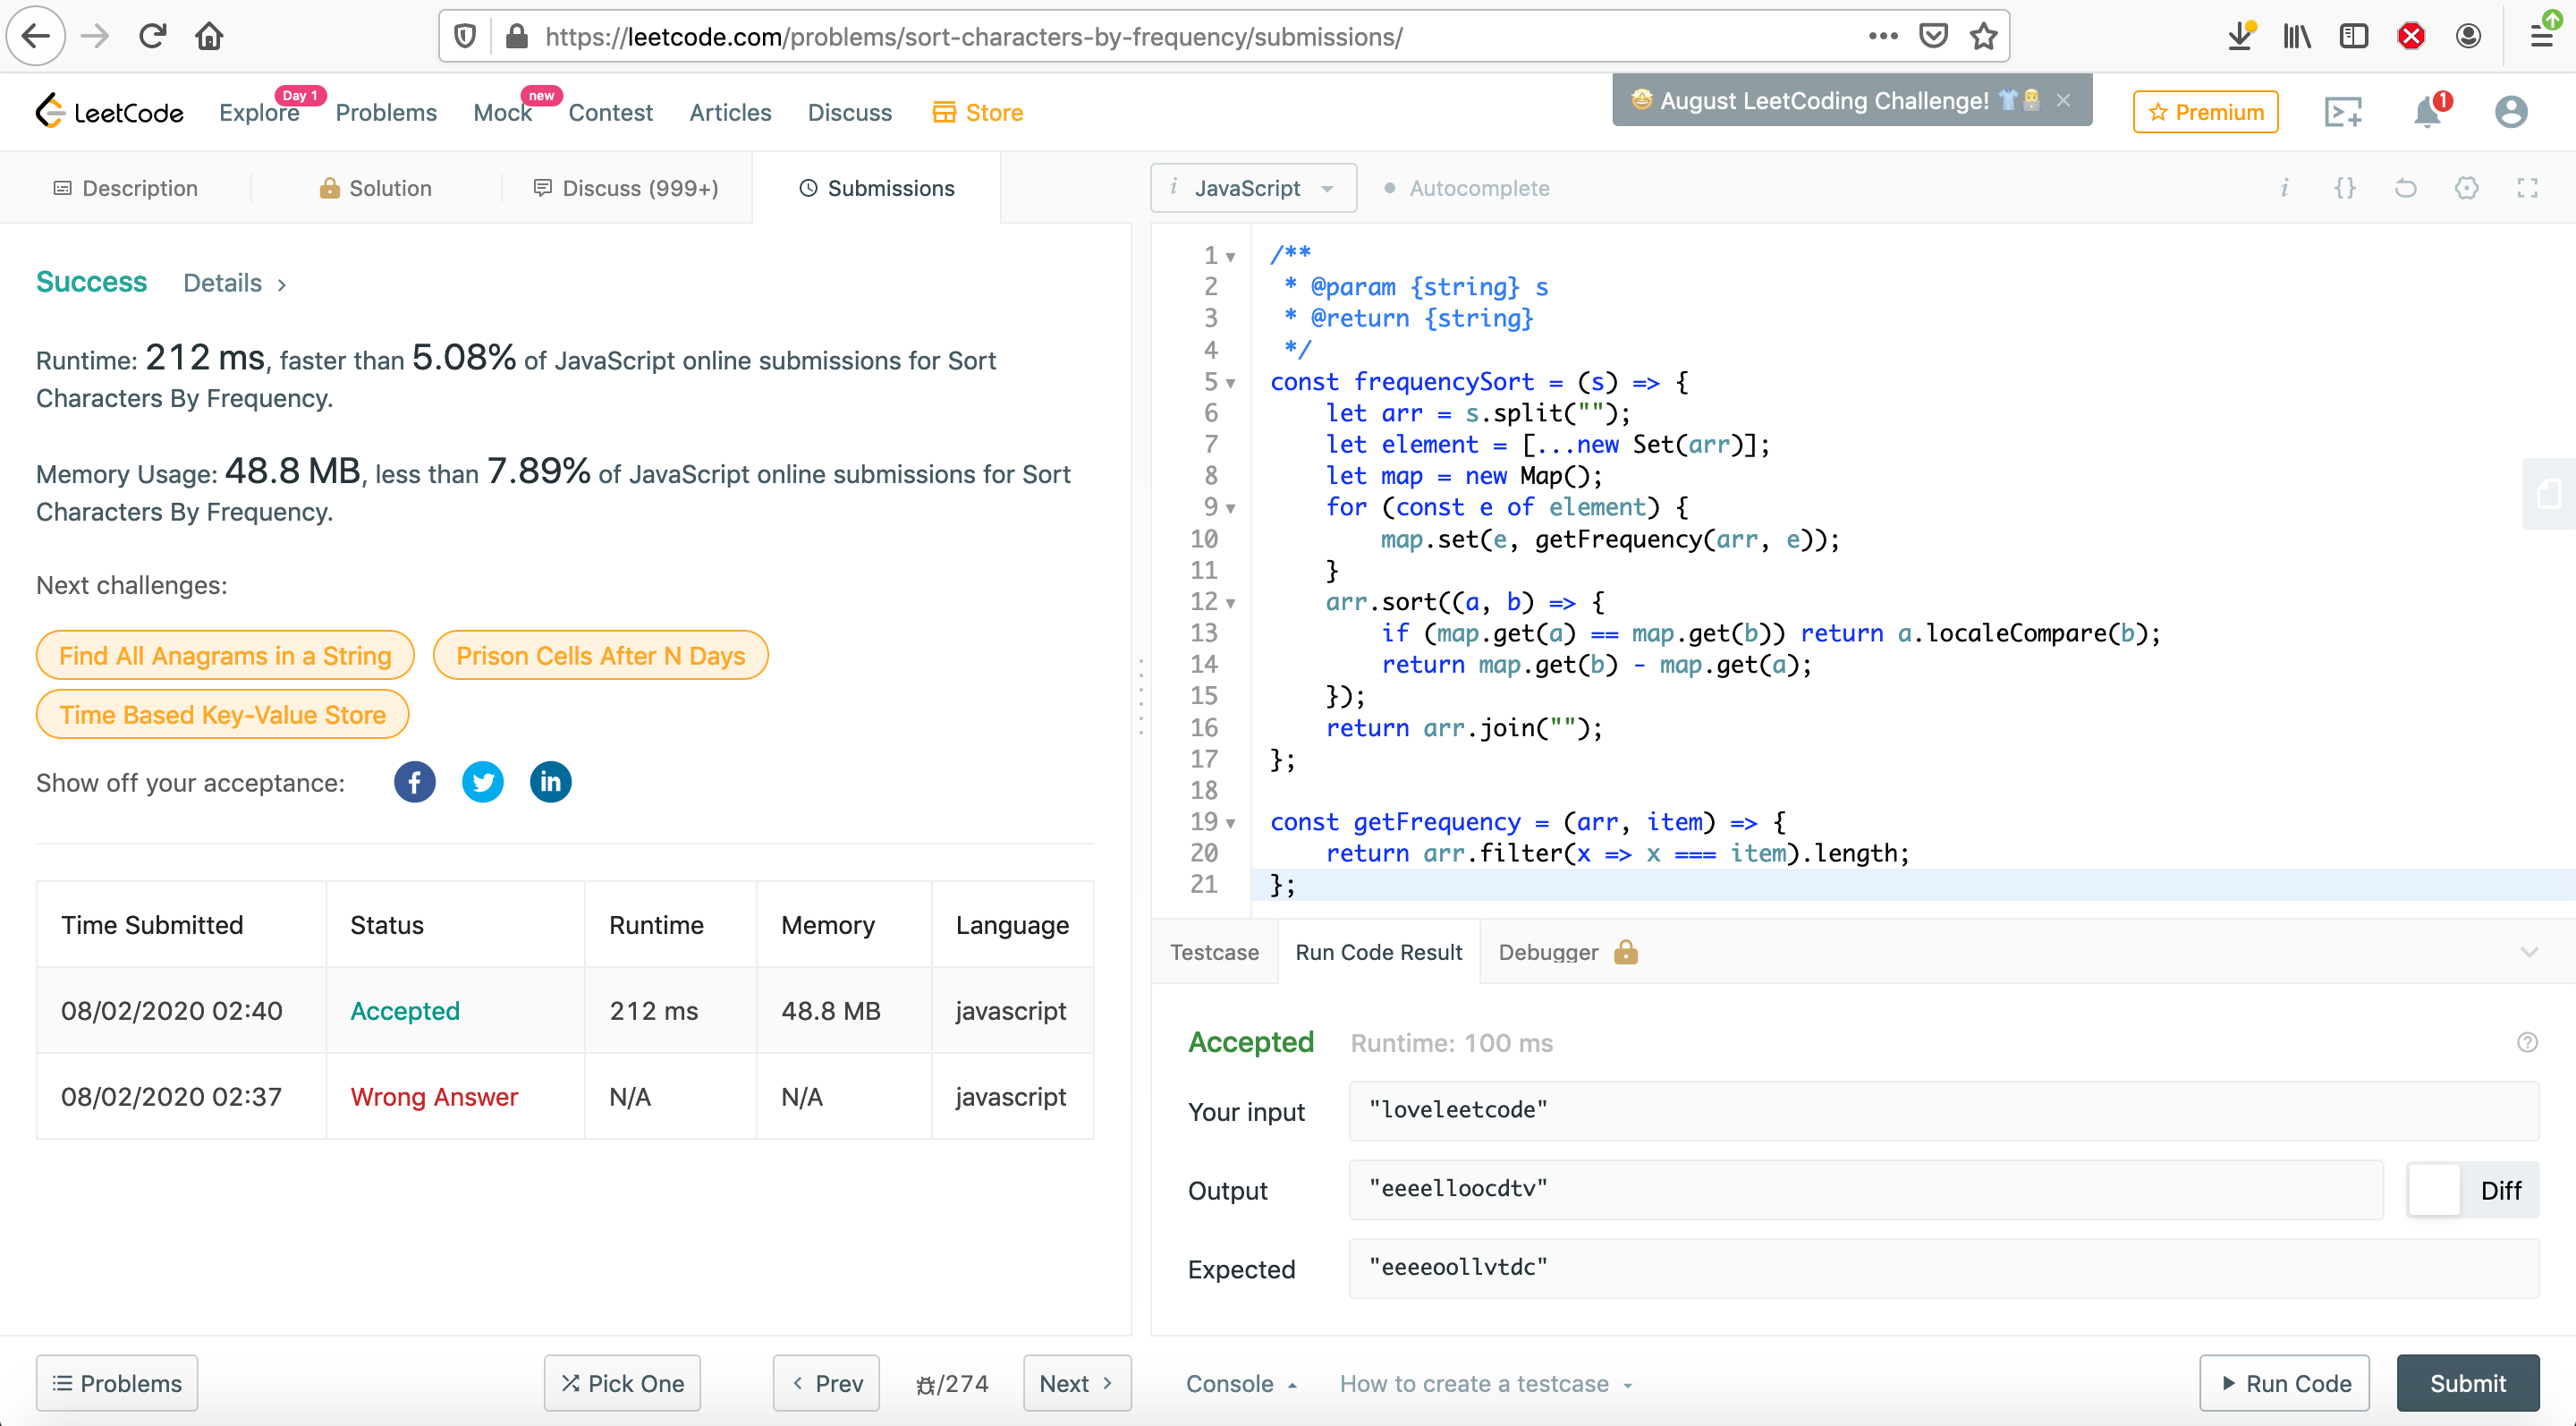 https://leetcode.com/problems/sort-characters-by-frequency/submissions/
LeetCode
Explore
Day 1
Problems
Mock
new
Contest
Articles
Discuss
Store
August LeetCoding Challenge!
Premium
1
Description
Solution
Discuss (999+)
Submissions
i JavaScript
Autocomplete
i {}
Success Details >
Runtime: 212 ms, faster than 5.08% of JavaScript online submissions for Sort
Characters By Frequency.
Memory Usage: 48.8 MB, less than 7.89% of JavaScript online submissions for Sort
Characters By Frequency.
Next challenges:
Find All Anagrams in a String
Prison Cells After N Days
Time Based Key-Value Store
Show off your acceptance:
f
in
Time Submitted Status Runtime Memory Language
08/02/2020 02:40 Accepted 212 ms 48.8 MB javascript
08/02/2020 02:37 Wrong Answer N/A N/A javascript
Problems
Pick One
< Prev
/274
Next >
1 /**
2  * @param {string} s
3  * @return {string}
4  */
5 const frequencySort = (s) => {
6     let arr = s.split("");
7     let element = [...new Set(arr)];
8     let map = new Map();
9     for (const e of element) {
10         map.set(e, getFrequency(arr, e));
11     }
12     arr.sort((a, b) => {
13         if (map.get(a) == map.get(b)) return a.localeCompare(b);
14         return map.get(b) - map.get(a);
15     });
16     return arr.join("");
17 };
18
19 const getFrequency = (arr, item) => {
20     return arr.filter(x => x === item).length;
21 };
Testcase
Run Code Result
Debugger
Accepted Runtime: 100 ms
?
Your input "loveleetcode"
Output "eeeelloocdtv"
Diff
Expected "eeeeoollvtdc"
Console
How to create a testcase
Run Code
Submit